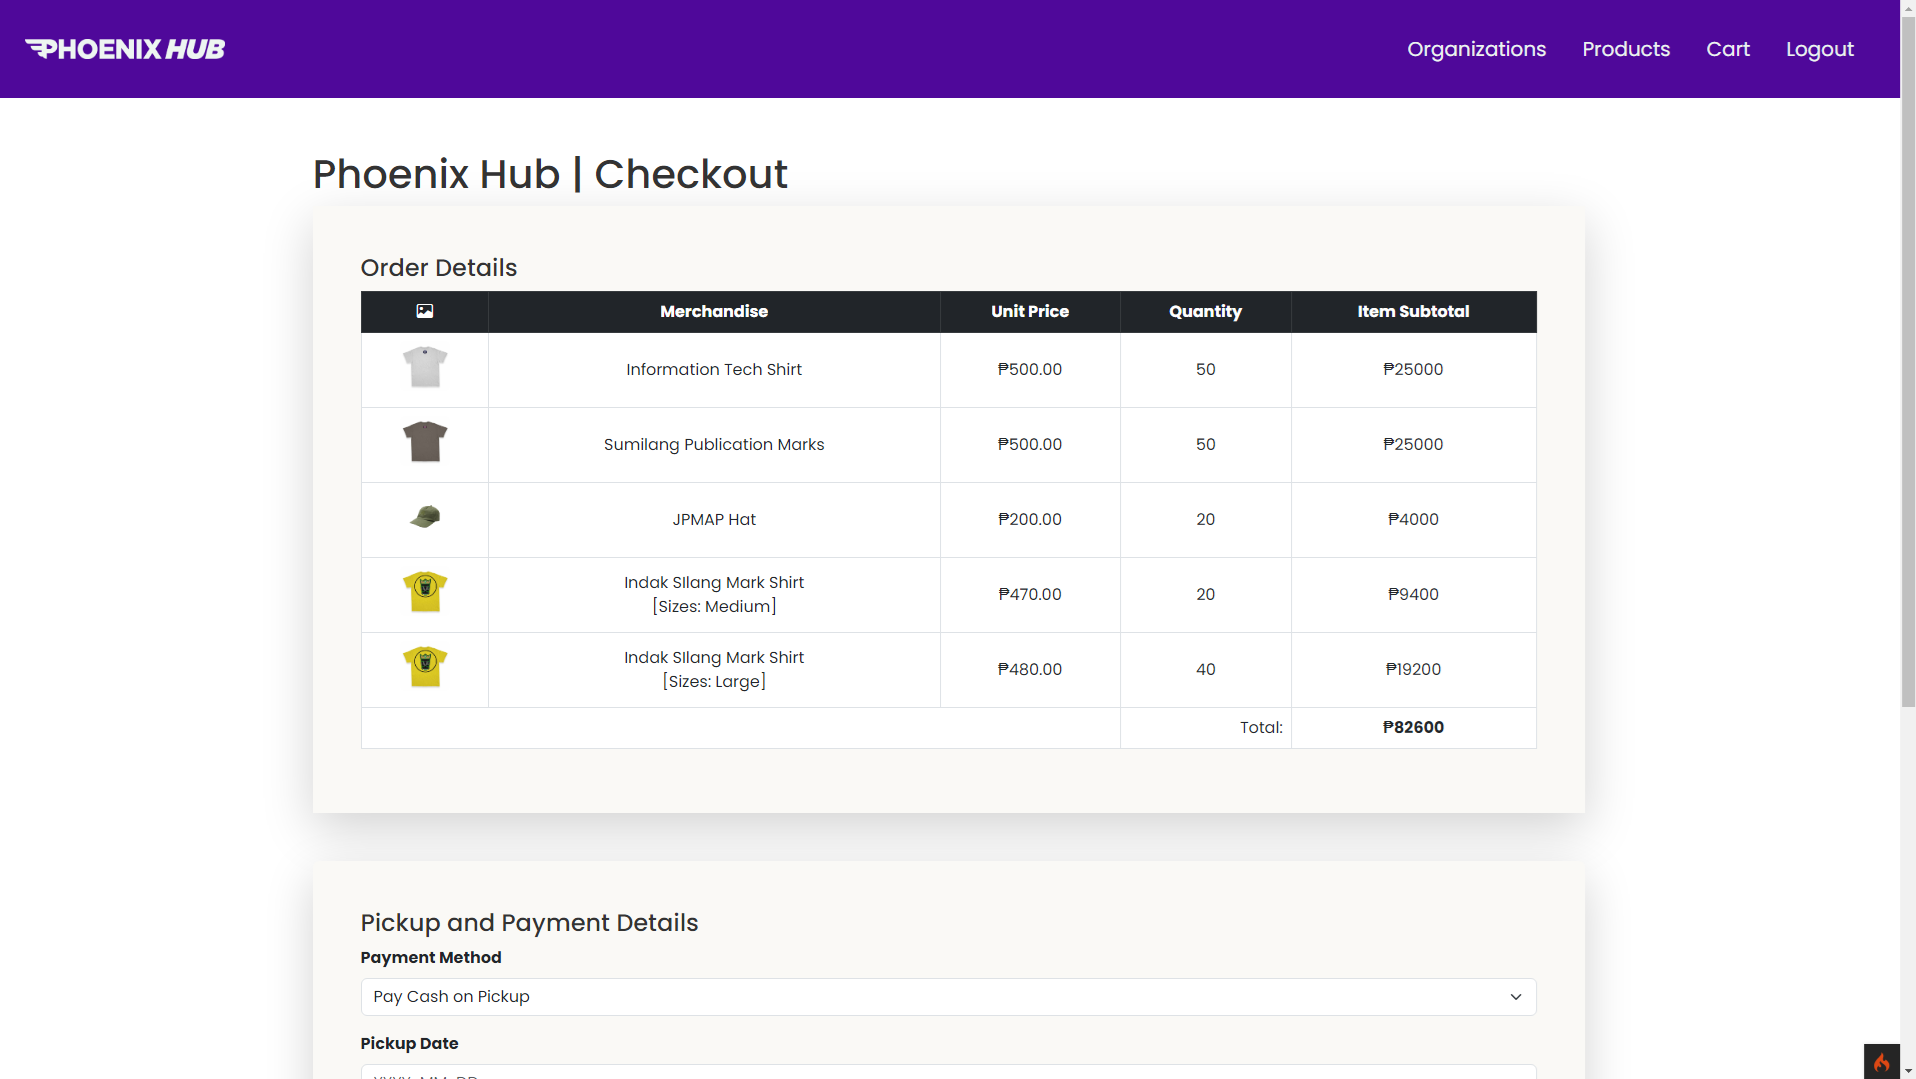 PHOENIX HUB
Organizations Products Cart Logout
Phoenix Hub | Checkout
Order Details
Merchandise Unit Price Quantity Item Subtotal
Information Tech Shirt ₱500.00 50 ₱25000
Sumilang Publication Marks ₱500.00 50 ₱25000
JPMAP Hat ₱200.00 20 ₱4000
Indak SIlang Mark Shirt
[Sizes: Medium] ₱470.00 20 ₱9400
Indak SIlang Mark Shirt
[Sizes: Large] ₱480.00 40 ₱19200
Total: ₱82600
Pickup and Payment Details
Payment Method
Pay Cash on Pickup
Pickup Date
YYYY-MM-DD